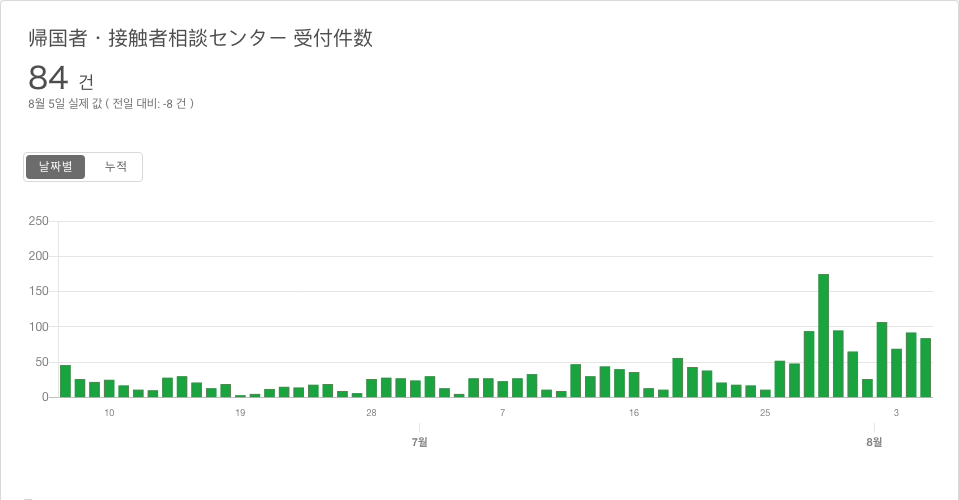 帰国者・接触者相談センター 受付件数
84 건
8월 5일 실제 값 ( 전일 대비: -8 건 )
날짜별 누적
250
200
150
100
50
0
10 19 28 7 16 25 3
7월 8월